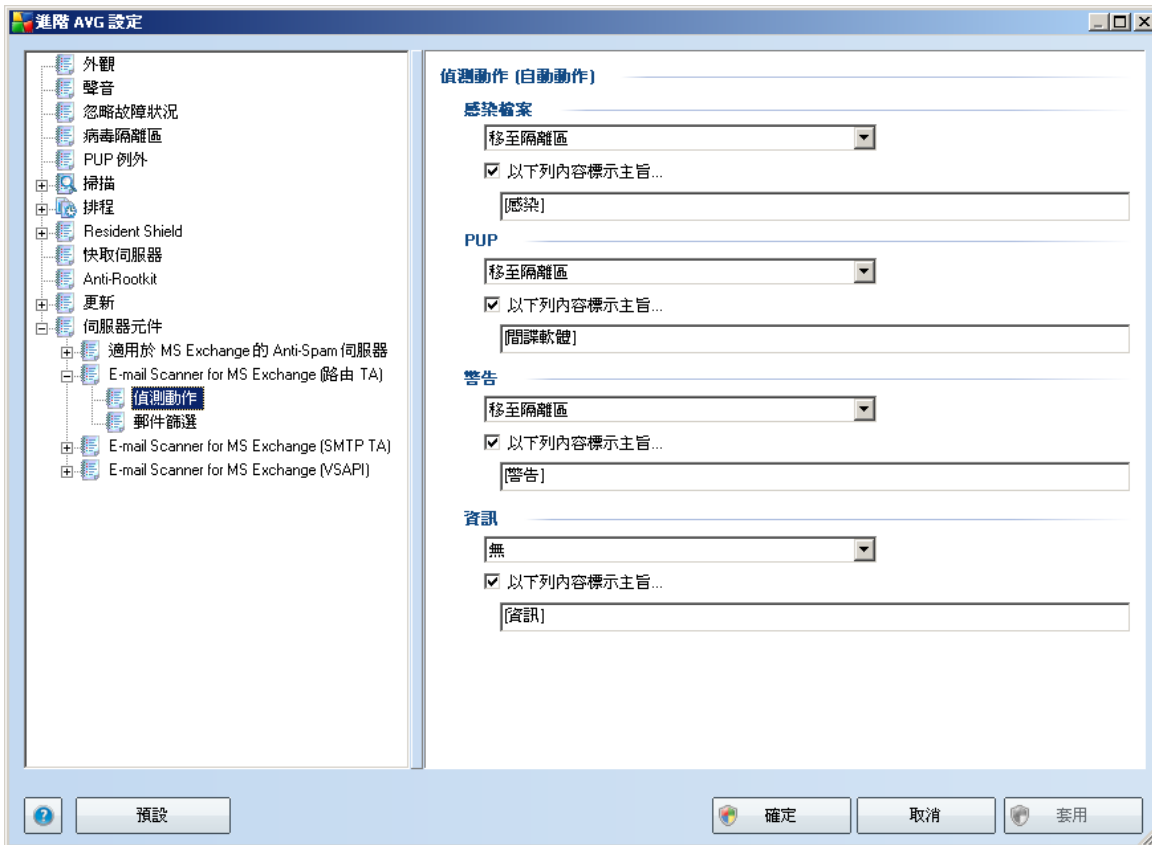 進階 AVG 設定
外觀
聲音
忽略故障狀況
病毒隔離區
PUP 例外
掃描
排程
Resident Shield
快取伺服器
Anti-Rootkit
更新
伺服器元件
適用於 MS Exchange 的 Anti-Spam 伺服器
E-mail Scanner for MS Exchange (路由 TA)
偵測動作
郵件篩選
E-mail Scanner for MS Exchange (SMTP TA)
E-mail Scanner for MS Exchange (VSAPI)
偵測動作 (自動動作)
感染檔案
移至隔離區
以下列內容標示主旨...
[感染]
PUP
移至隔離區
以下列內容標示主旨...
[間諜軟體]
警告
移至隔離區
以下列內容標示主旨...
[警告]
資訊
無
以下列內容標示主旨...
[資訊]
預設
確定
取消
套用